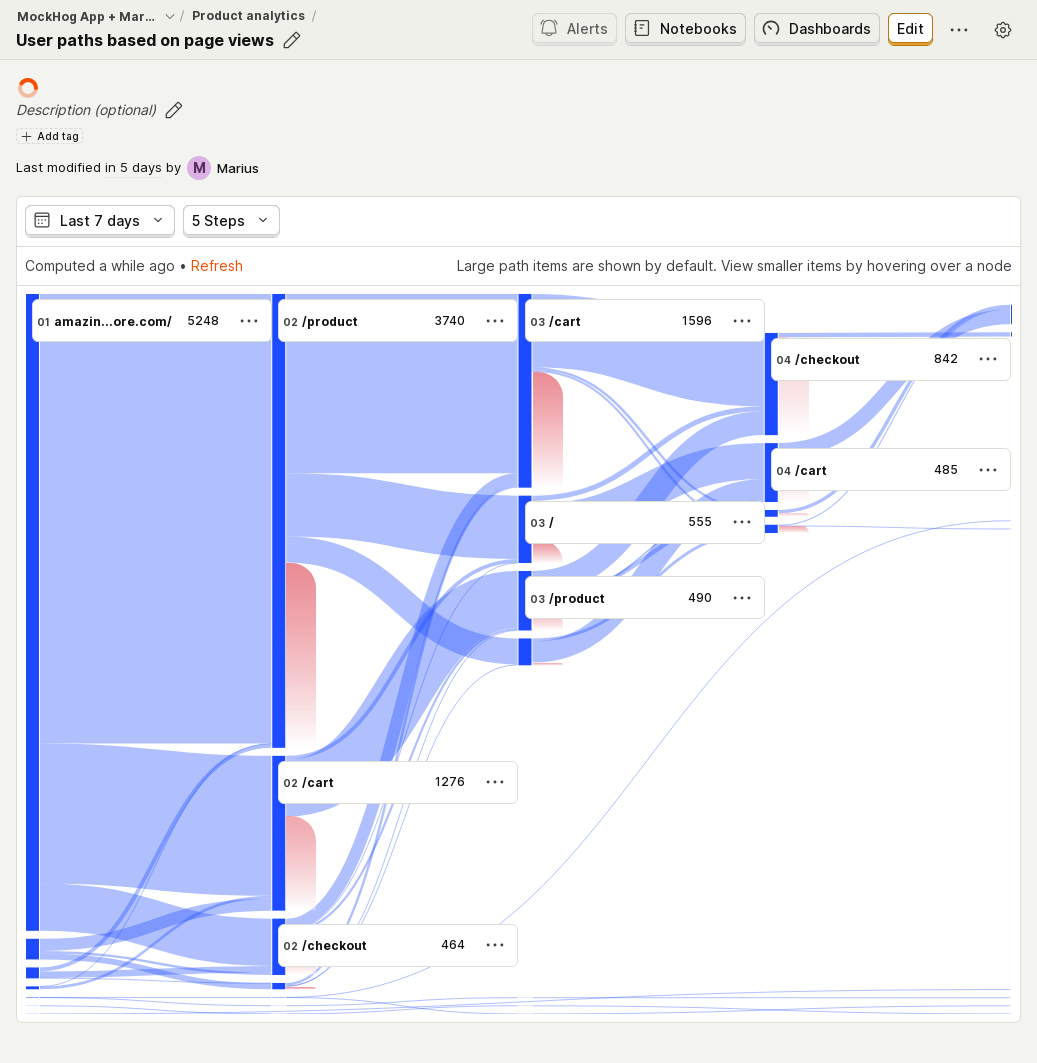 MockHog App + Mar... / Product analytics /
User paths based on page views
Alerts
Notebooks
Dashboards
Edit
Description (optional)
Add tag
Last modified in 5 days by M Marius
Last 7 days
5 Steps
Computed a while ago • Refresh
Large path items are shown by default. View smaller items by hovering over a node
01 amazin...ore.com/ 5248
02 /product 3740
03 /cart 1596
04 /checkout 842
04 /cart 485
03 / 555
03 /product 490
02 /cart 1276
02 /checkout 464